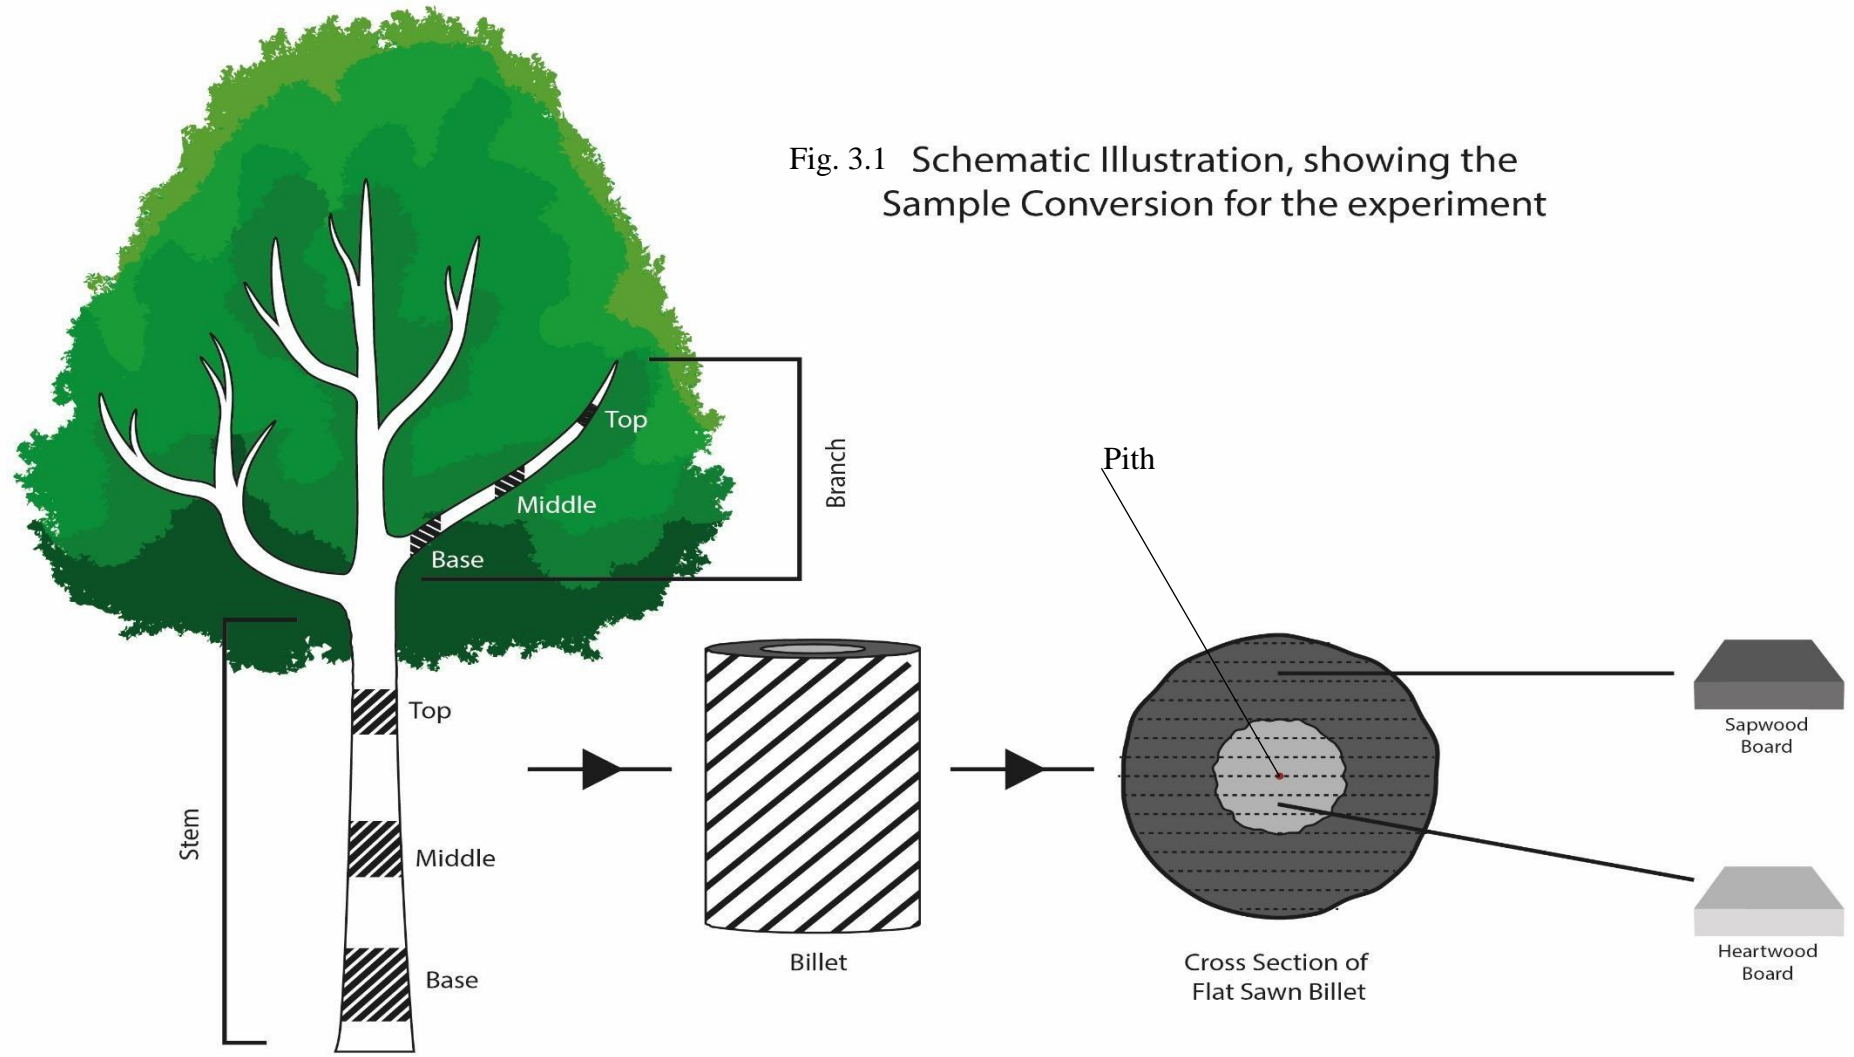 Fig. 3.1 Schematic Illustration, showing the
Sample Conversion for the experiment
Top
Middle
Base
Branch
Pith
Top
Middle
Base
Stem
Billet
Cross Section of
Flat Sawn Billet
Sapwood
Board
Heartwood
Board